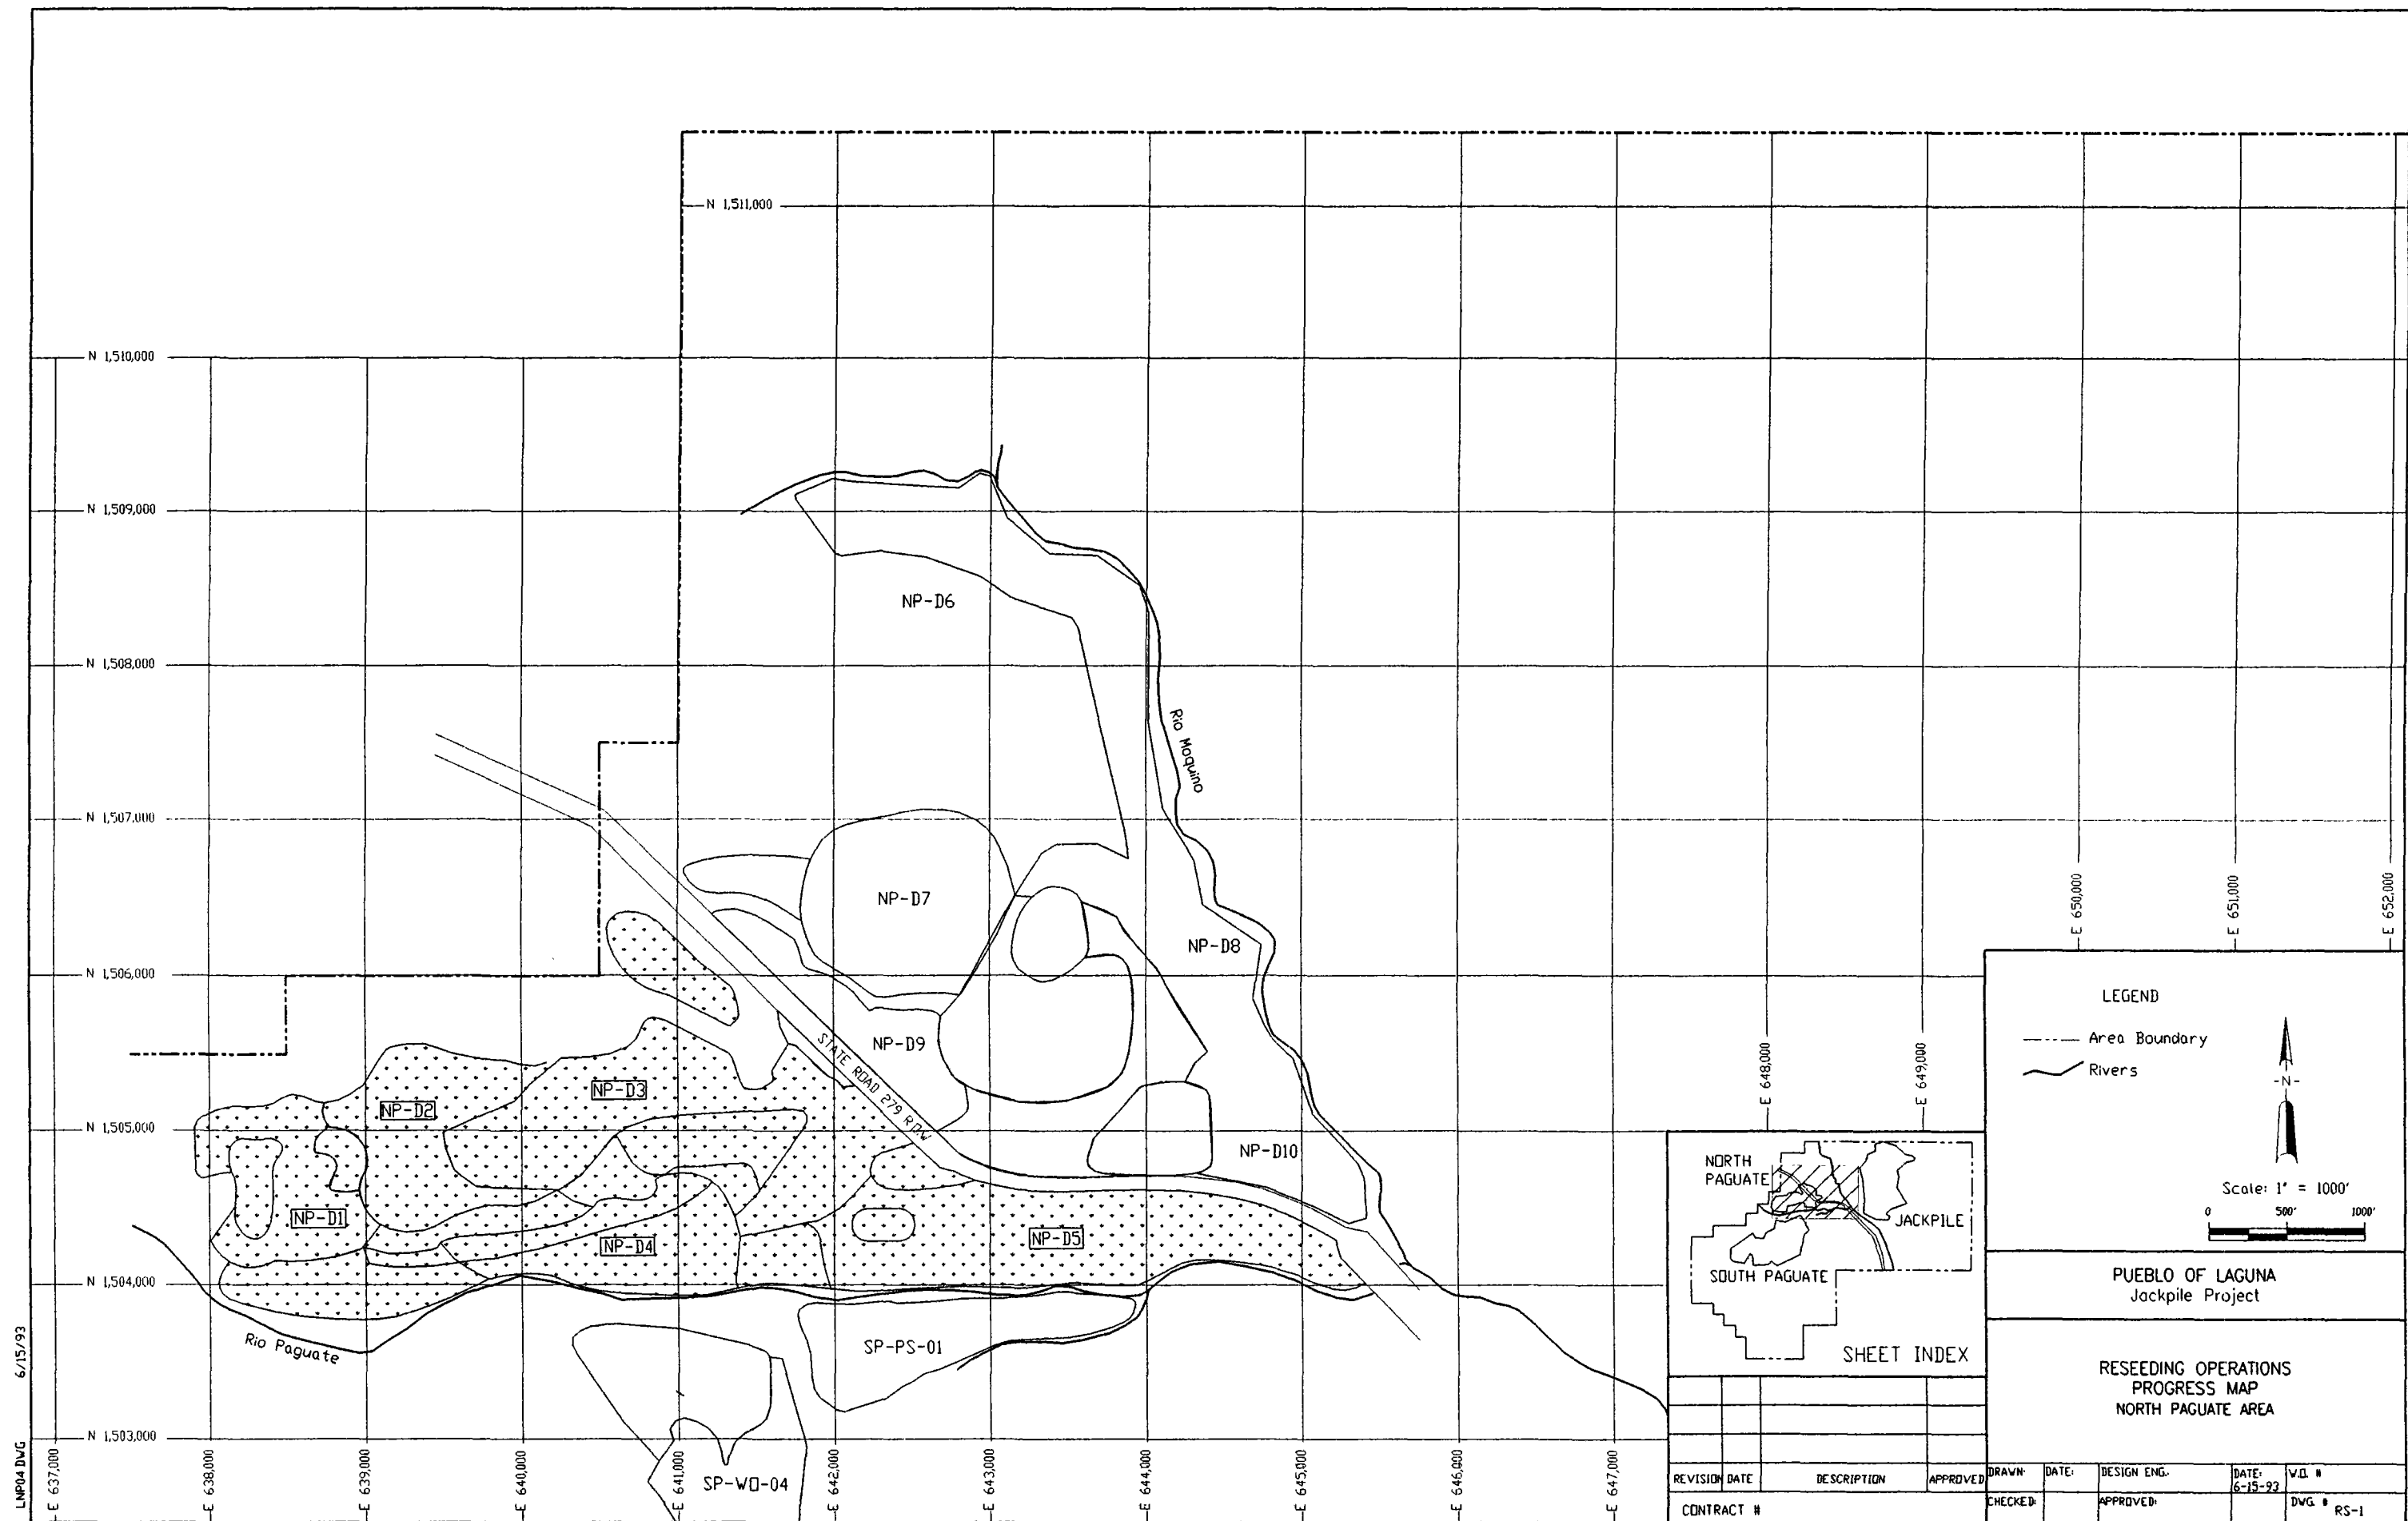 N 1,511,000
N 1,510,000
N 1,509,000
NP-D6
N 1,508,000
Rio Moquino
N 1,507,000
NP-D7
NP-D8
N 1,506,000
NP-D9
STATE ROAD 279 R.O.W
NP-D3
NP-D2
N 1,505,000
NP-D10
NP-D1
NP-D5
NP-D4
N 1,504,000
Rio Paguate
SP-PS-01
N 1,503,000
SP-WD-04
E 637,000
E 638,000
E 639,000
E 640,000
E 641,000
E 642,000
E 643,000
E 644,000
E 645,000
E 646,000
E 647,000
E 648,000
E 649,000
E 650,000
E 651,000
E 652,000
LNP04 DWG 6/15/93
LEGEND
Area Boundary
Rivers
-N-
Scale: 1" = 1000'
0 500' 1000'
NORTH
PAGUATE
JACKPILE
SOUTH PAGUATE
SHEET INDEX
PUEBLO OF LAGUNA
Jackpile Project
RESEEDING OPERATIONS
PROGRESS MAP
NORTH PAGUATE AREA
REVISION DATE DESCRIPTION APPROVED
CONTRACT #
DRAWN: DATE: DESIGN ENG.: DATE: 6-15-93 W.O. #
CHECKED: APPROVED: DWG. # RS-1